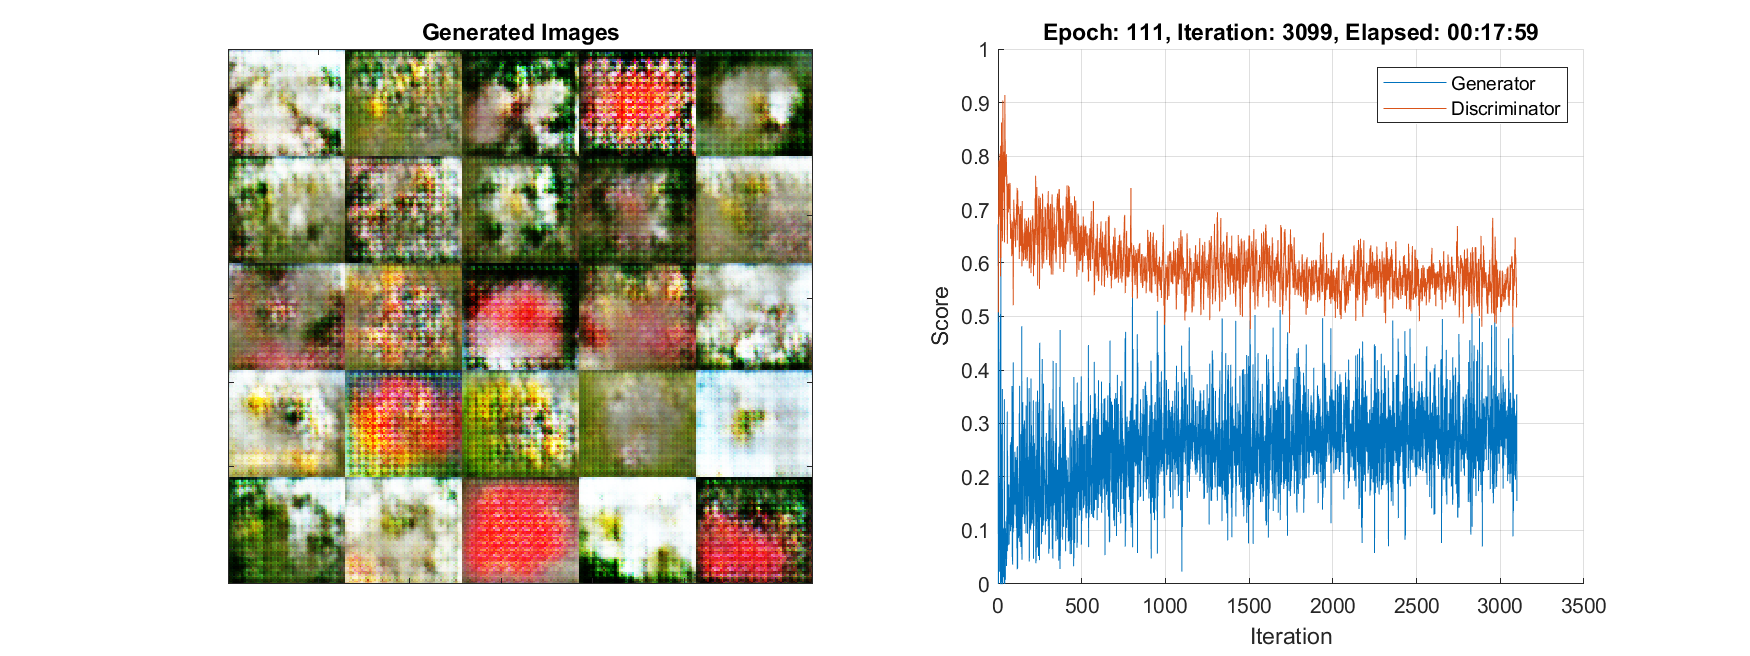 Generated Images
Epoch: 111, Iteration: 3099, Elapsed: 00:17:59
Generator
Discriminator
1
0.9
0.8
0.7
0.6
0.5
0.4
0.3
0.2
0.1
0
Score
0 500 1000 1500 2000 2500 3000 3500
Iteration